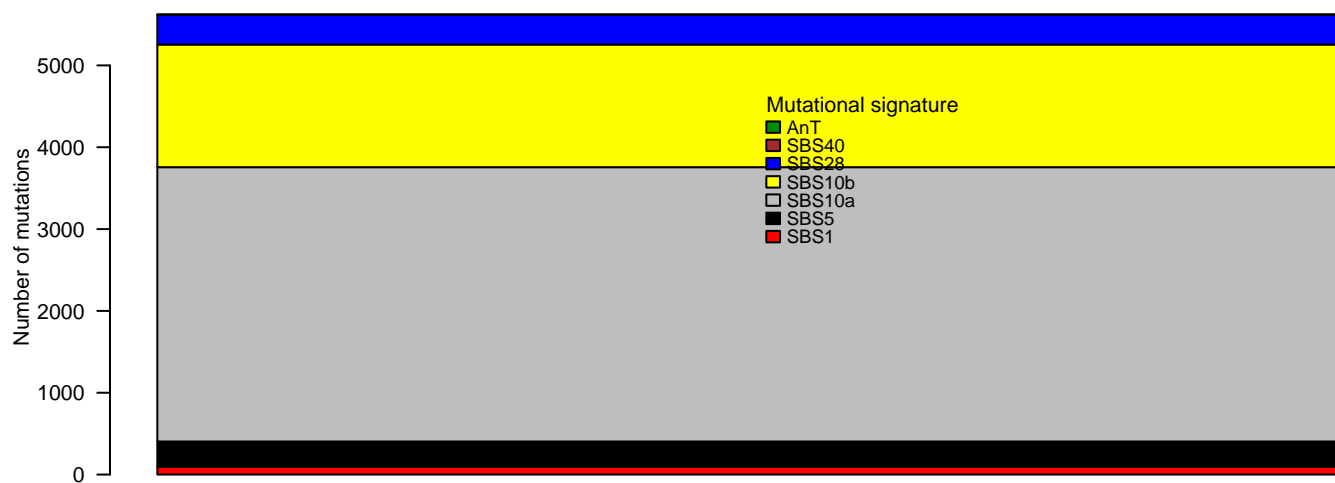 Number of mutations
5000
4000
3000
2000
1000
0
Mutational signature
AnT
SBS40
SBS28
SBS10b
SBS10a
SBS5
SBS1